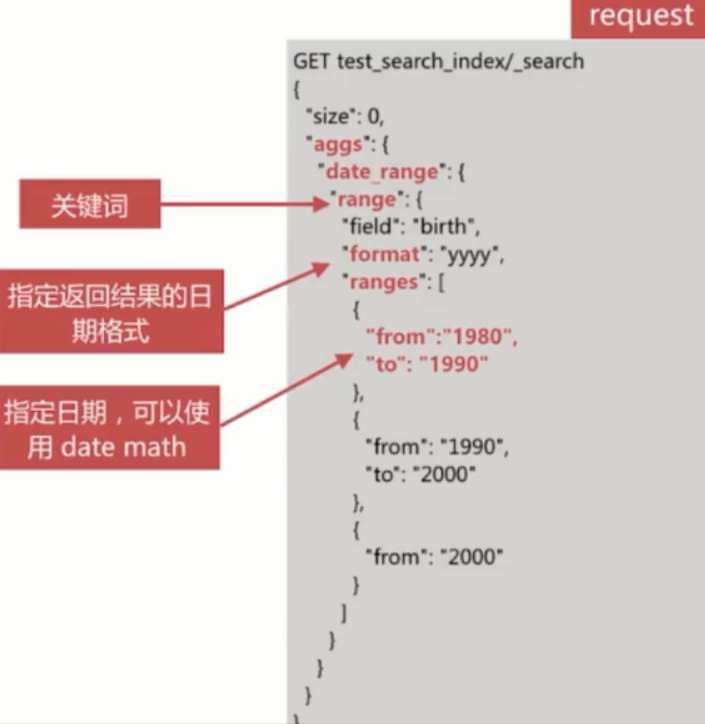 request
GET test_search_index/_search
{
"size": 0,
"aggs": {
"date_range": {
关键词
"range": {
"field": "birth",
指定返回结果的日
期格式
"format": "yyyy",
"ranges": [
{
指定日期，可以使
用 date math
"from":"1980",
"to": "1990"
},
{
"from": "1990",
"to": "2000"
},
{
"from": "2000"
}
]
}
}
}
}